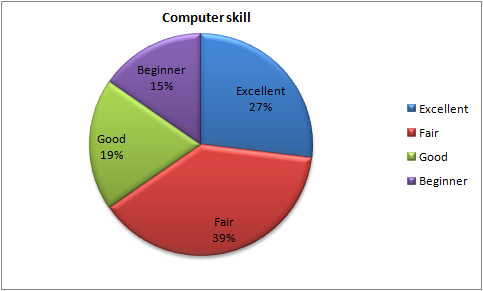 Computer skill
Beginner
15%
Excellent
27%
Good
19%
Fair
39%
Excellent
Fair
Good
Beginner